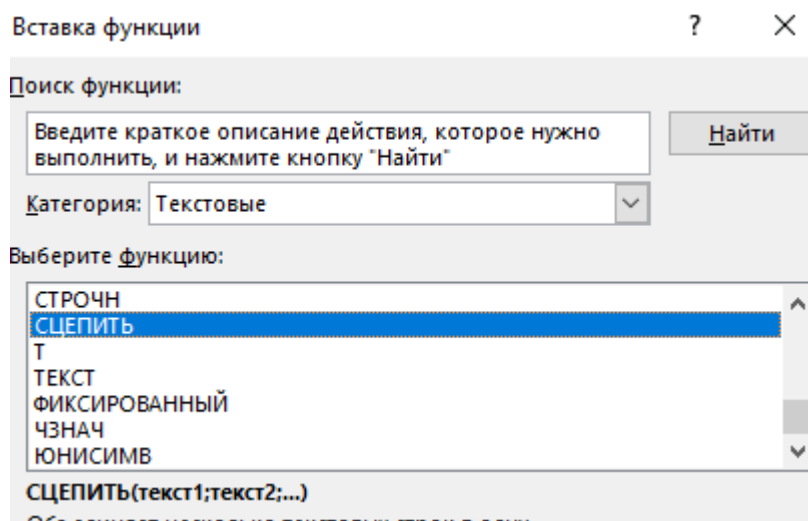 Вставка функции ?
Поиск функции:
Введите краткое описание действия, которое нужно
выполнить, и нажмите кнопку "Найти"
Найти
Категория: Текстовые
Выберите функцию:
СТРОЧН
СЦЕПИТЬ
Т
ТЕКСТ
ФИКСИРОВАННЫЙ
ЧЗНАЧ
ЮНИСИМВ
СЦЕПИТЬ(текст1;текст2;...)